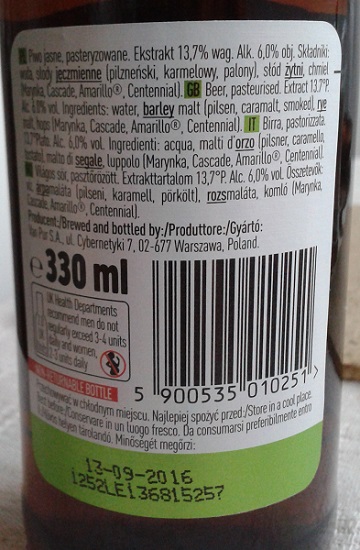 Piwo jasne, pasteryzowane. Ekstrakt 13,7% wag. Alk. 6,0% obj. Składniki:
woda, słody jęczmienne (pilzneński, karmelowy, palony), słód żytni, chmiel
(Marynka, Cascade, Amarillo®, Centennial). GB Beer, pasteurised. Extract 13.7°P.
Alc 6.0% vol. Ingredients: water, barley malt (pilsen, caramalt, smoked), rye
malt, hops (Marynka, Cascade, Amarillo®, Centennial). IT Birra, pastorizzata.
13.7°Plato. Alc. 6,0% vol. Ingredienti: acqua, malti d'orzo (pilsner, caramello,
tostato), malto di segale, luppolo (Marynka, Cascade, Amarillo®, Centennial).
Világos sör, pasztőrözött. Extrakttartalom 13,7°P. Alc. 6,0% vol. Összetevők:
víz, árpamaláta (pilseni, karamell, pörkölt), rozsmaláta, komló (Marynka,
Cascade, Amarillo®, Centennial).
Producent:/Brewed and bottled by:/Produttore:/Gyártó:
Van Pur S.A., ul. Cybernetyki 7, 02-677 Warszawa, Poland.
e 330 ml
UK Health Departments
recommend men do not
regularly exceed 3-4 units
daily and women,
2-3 units daily
NON-RETURNABLE BOTTLE
5 900535 010251 >
Przechowywać w chłodnym miejscu. Najlepiej spożyć przed:/Store in a cool place.
Best before:/Conservare in un luogo fresco. Da consumarsi preferibilmente entro
helyen tárolandó. Minőségét megőrzi:
13-09-2016
1252LE136815257